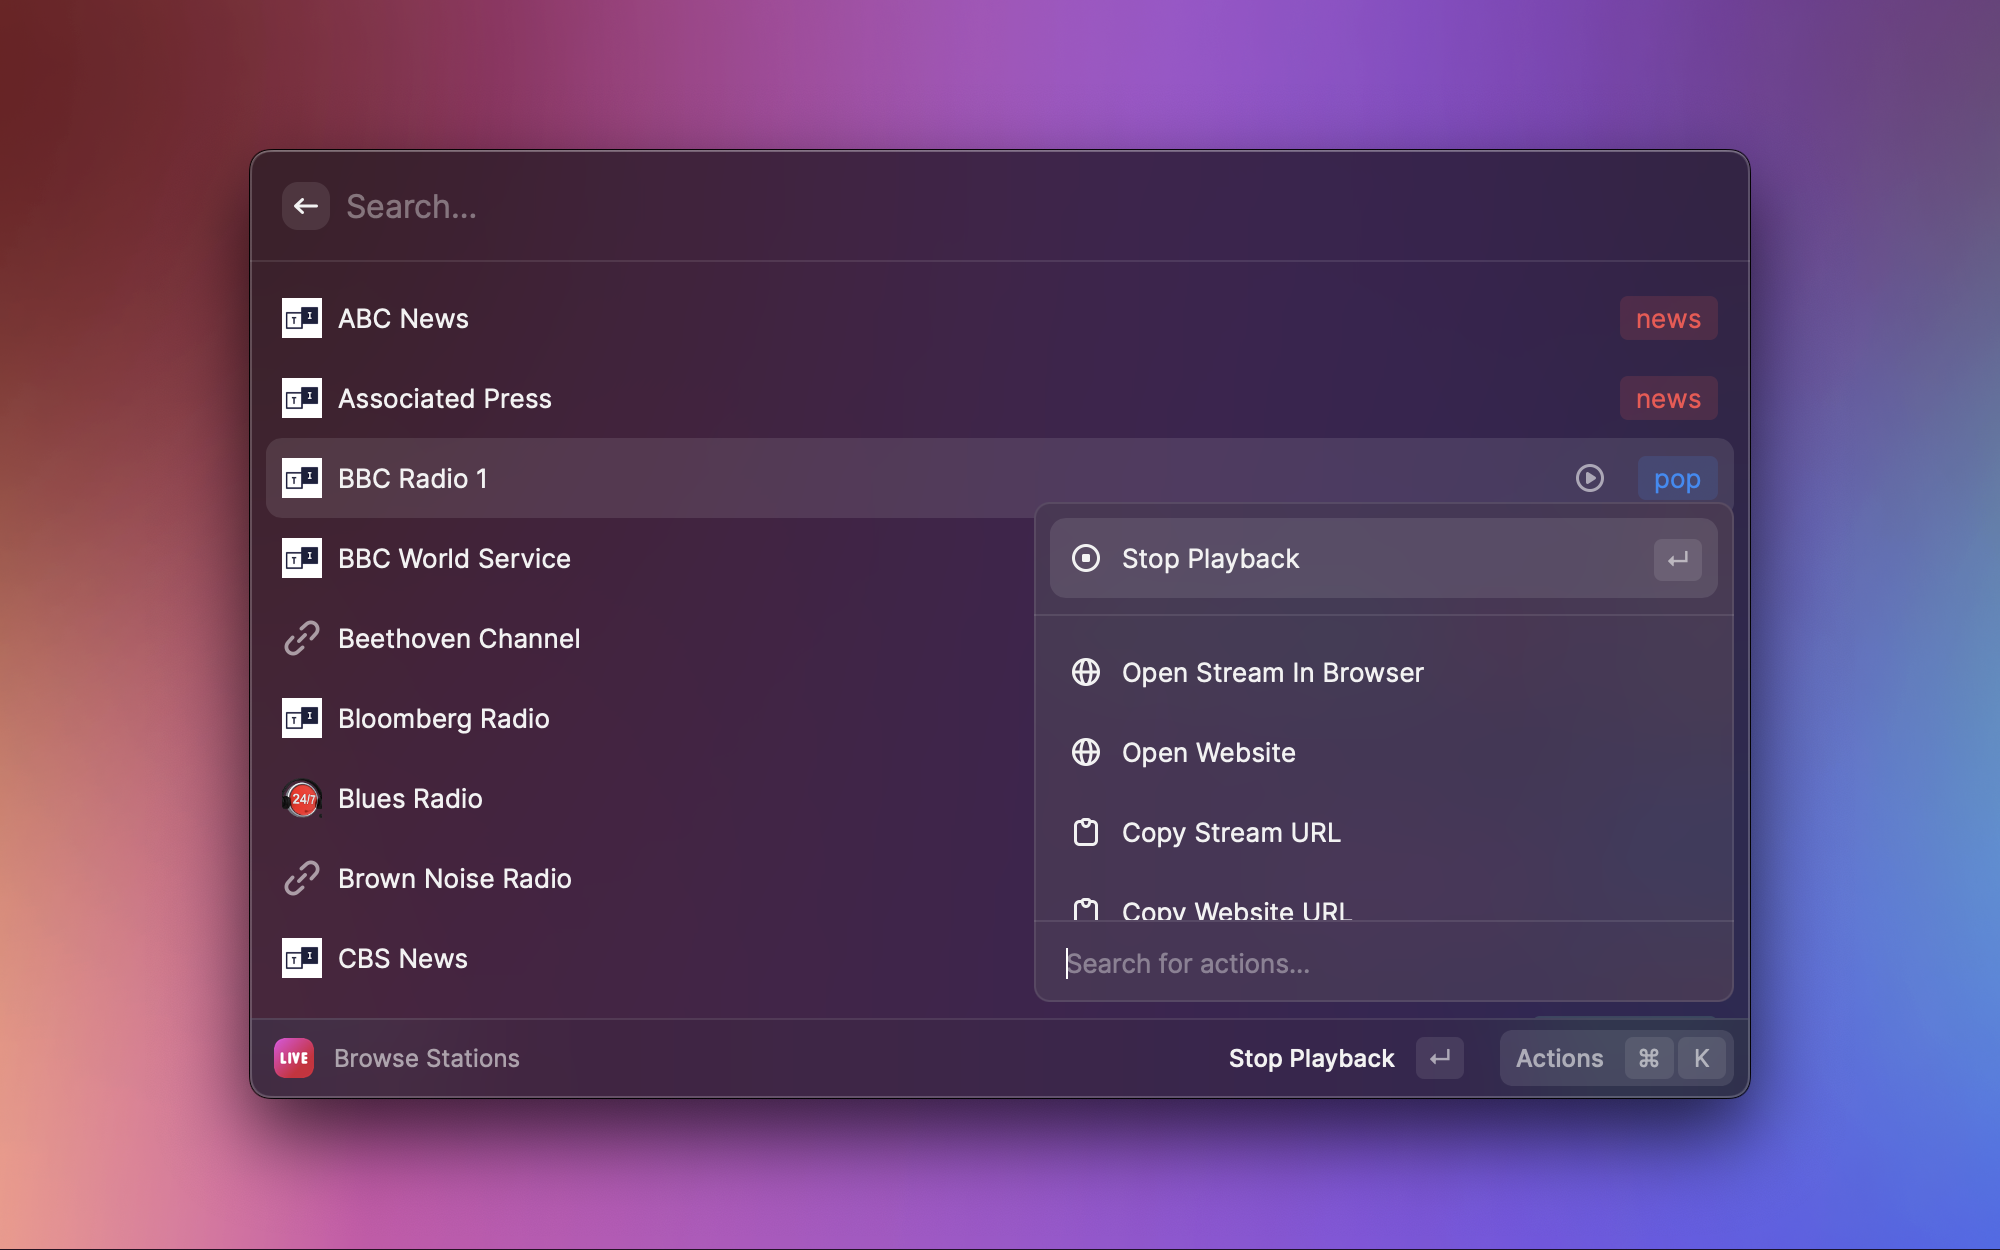 Search...
ABC News
news
Associated Press
news
BBC Radio 1
pop
BBC World Service
Beethoven Channel
Bloomberg Radio
24/7
Blues Radio
Brown Noise Radio
CBS News
Stop Playback
Open Stream In Browser
Open Website
Copy Stream URL
Copy Website URL
Search for actions...
LIVE
Browse Stations
Stop Playback
Actions ⌘ K